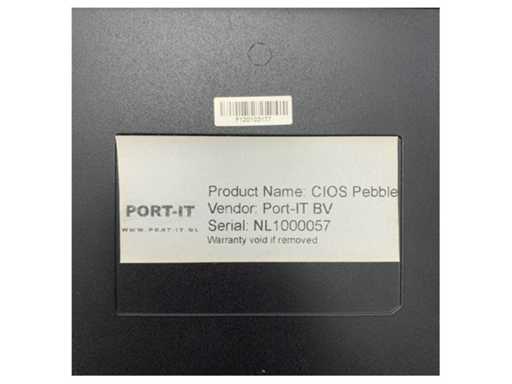 F120103177
Product Name: CIOS Pebble
PORT-IT
Vendor: Port-IT BV
WWW.PORT-IT.NL
Serial: NL1000057
Warranty void if removed